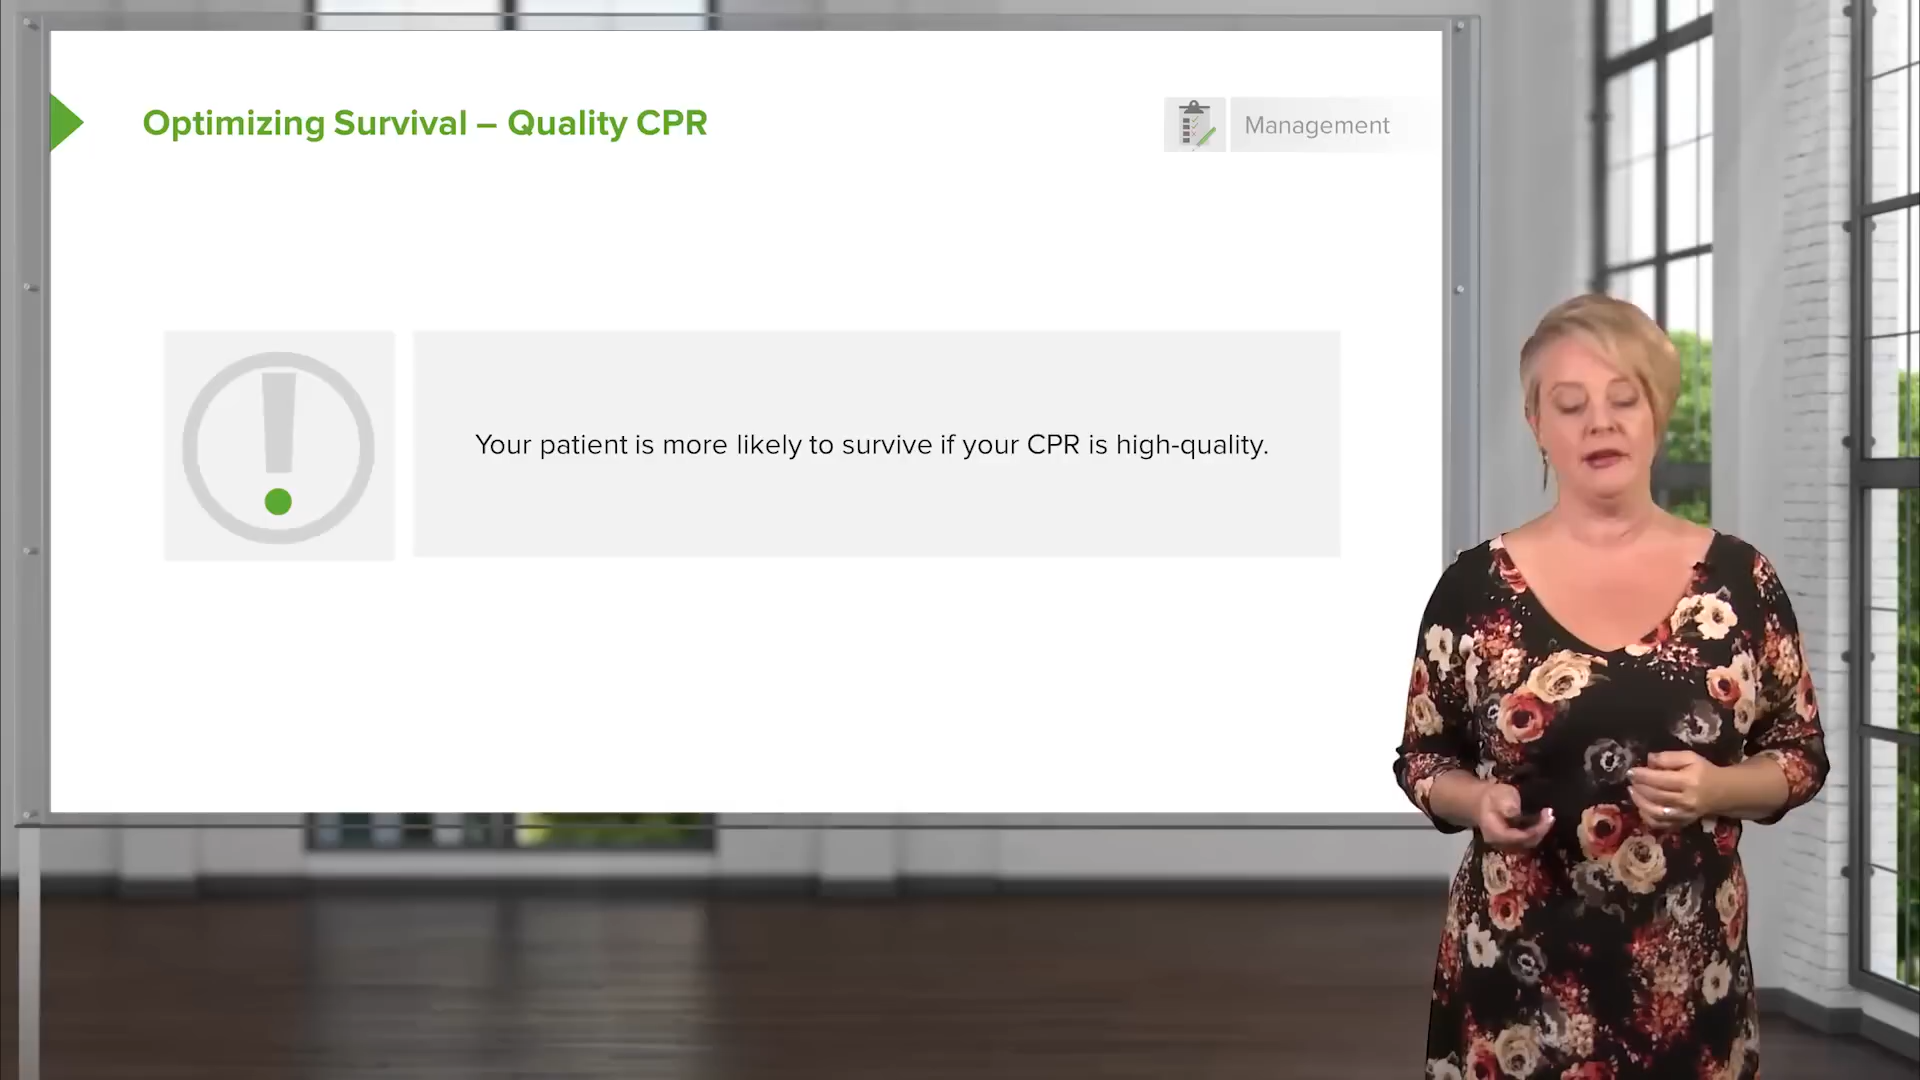 Optimizing Survival – Quality CPR
Management
Your patient is more likely to survive if your CPR is high-quality.